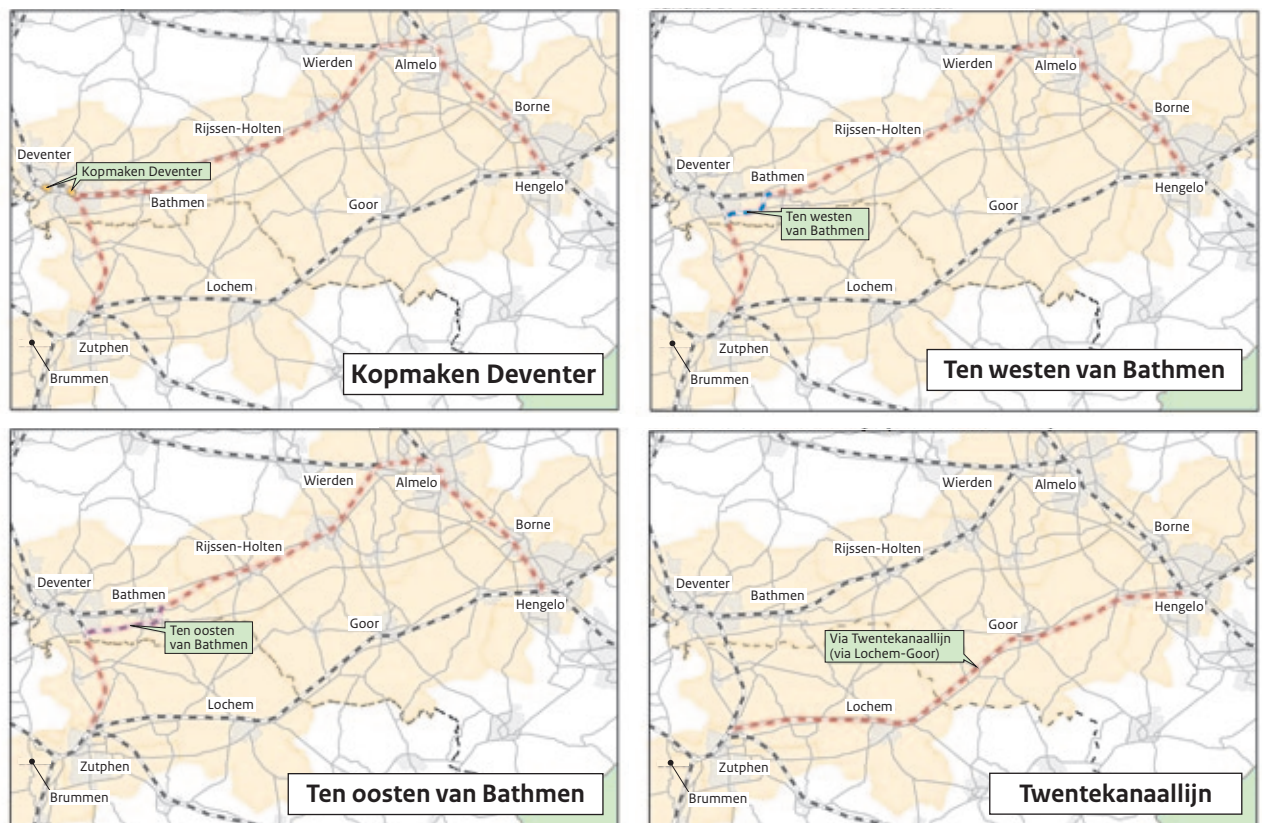 Wierden
Almelo
Borne
Rijssen-Holten
Deventer
Kopmaken Deventer
Bathmen
Hengelo
Goor
Lochem
Zutphen
Brummen
Kopmaken Deventer
Wierden
Almelo
Borne
Rijssen-Holten
Deventer
Bathmen
Hengelo
Ten westen
van Bathmen
Goor
Lochem
Zutphen
Brummen
Ten westen van Bathmen
Wierden
Almelo
Borne
Rijssen-Holten
Deventer
Bathmen
Hengelo
Ten oosten
van Bathmen
Goor
Lochem
Zutphen
Brummen
Ten oosten van Bathmen
Wierden
Almelo
Borne
Rijssen-Holten
Deventer
Bathmen
Hengelo
Goor
Via Twentekanaallijn
(via Lochem-Goor)
Lochem
Zutphen
Brummen
Twentekanaallijn